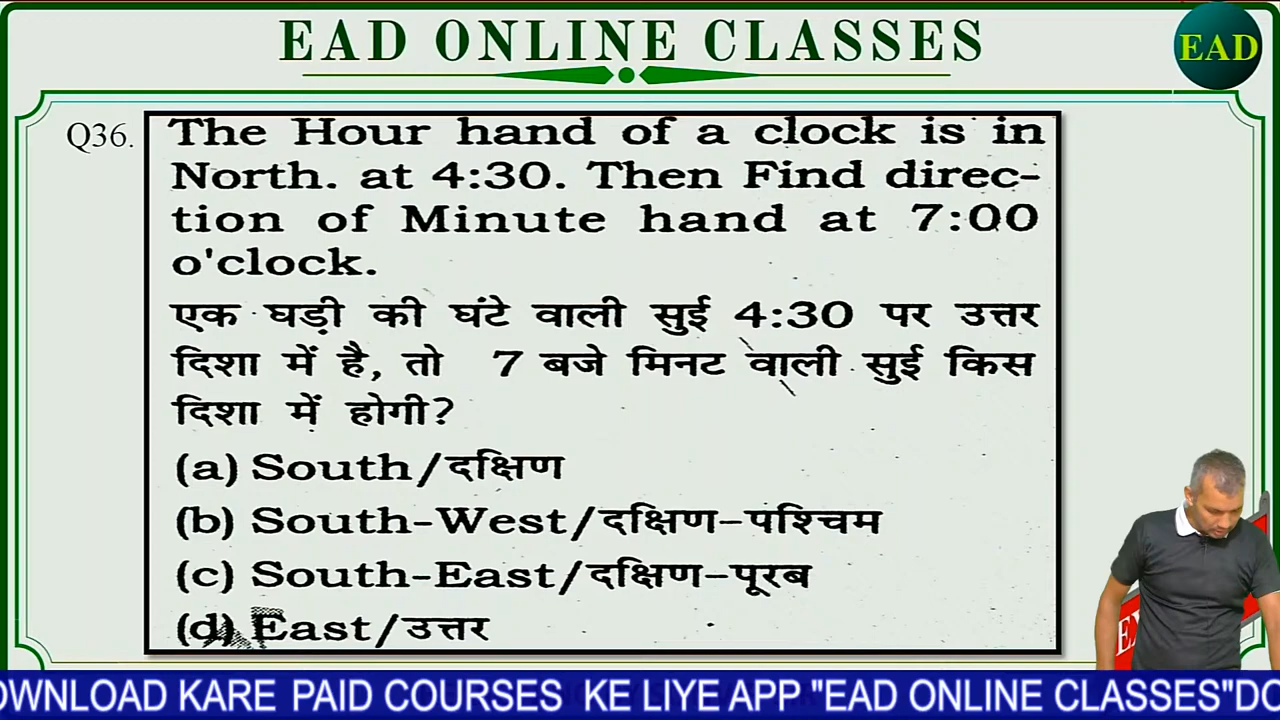 EAD ONLINE CLASSES
EAD
Q36.
The Hour hand of a clock is in
North. at 4:30. Then Find direc-
tion of Minute hand at 7:00
o'clock.
एक घड़ी की घंटे वाली सुई 4:30 पर उत्तर
दिशा में है, तो 7 बजे मिनट वाली सुई किस
दिशा में होगी?
(a) South/दक्षिण
(b) South-West/दक्षिण-पश्चिम
(c) South-East/दक्षिण-पूरब
(d) East/उत्तर
OWNLOAD KARE PAID COURSES KE LIYE APP "EAD ONLINE CLASSES"DO